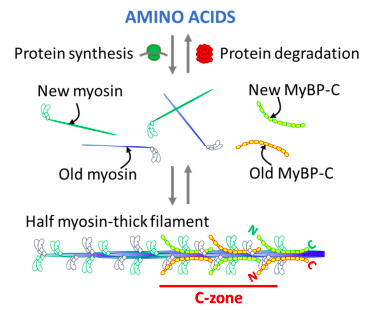 AMINO ACIDS
Protein synthesis
Protein degradation
New myosin
New MyBP-C
Old myosin
Old MyBP-C
Half myosin-thick filament
N
C
N
C
C-zone